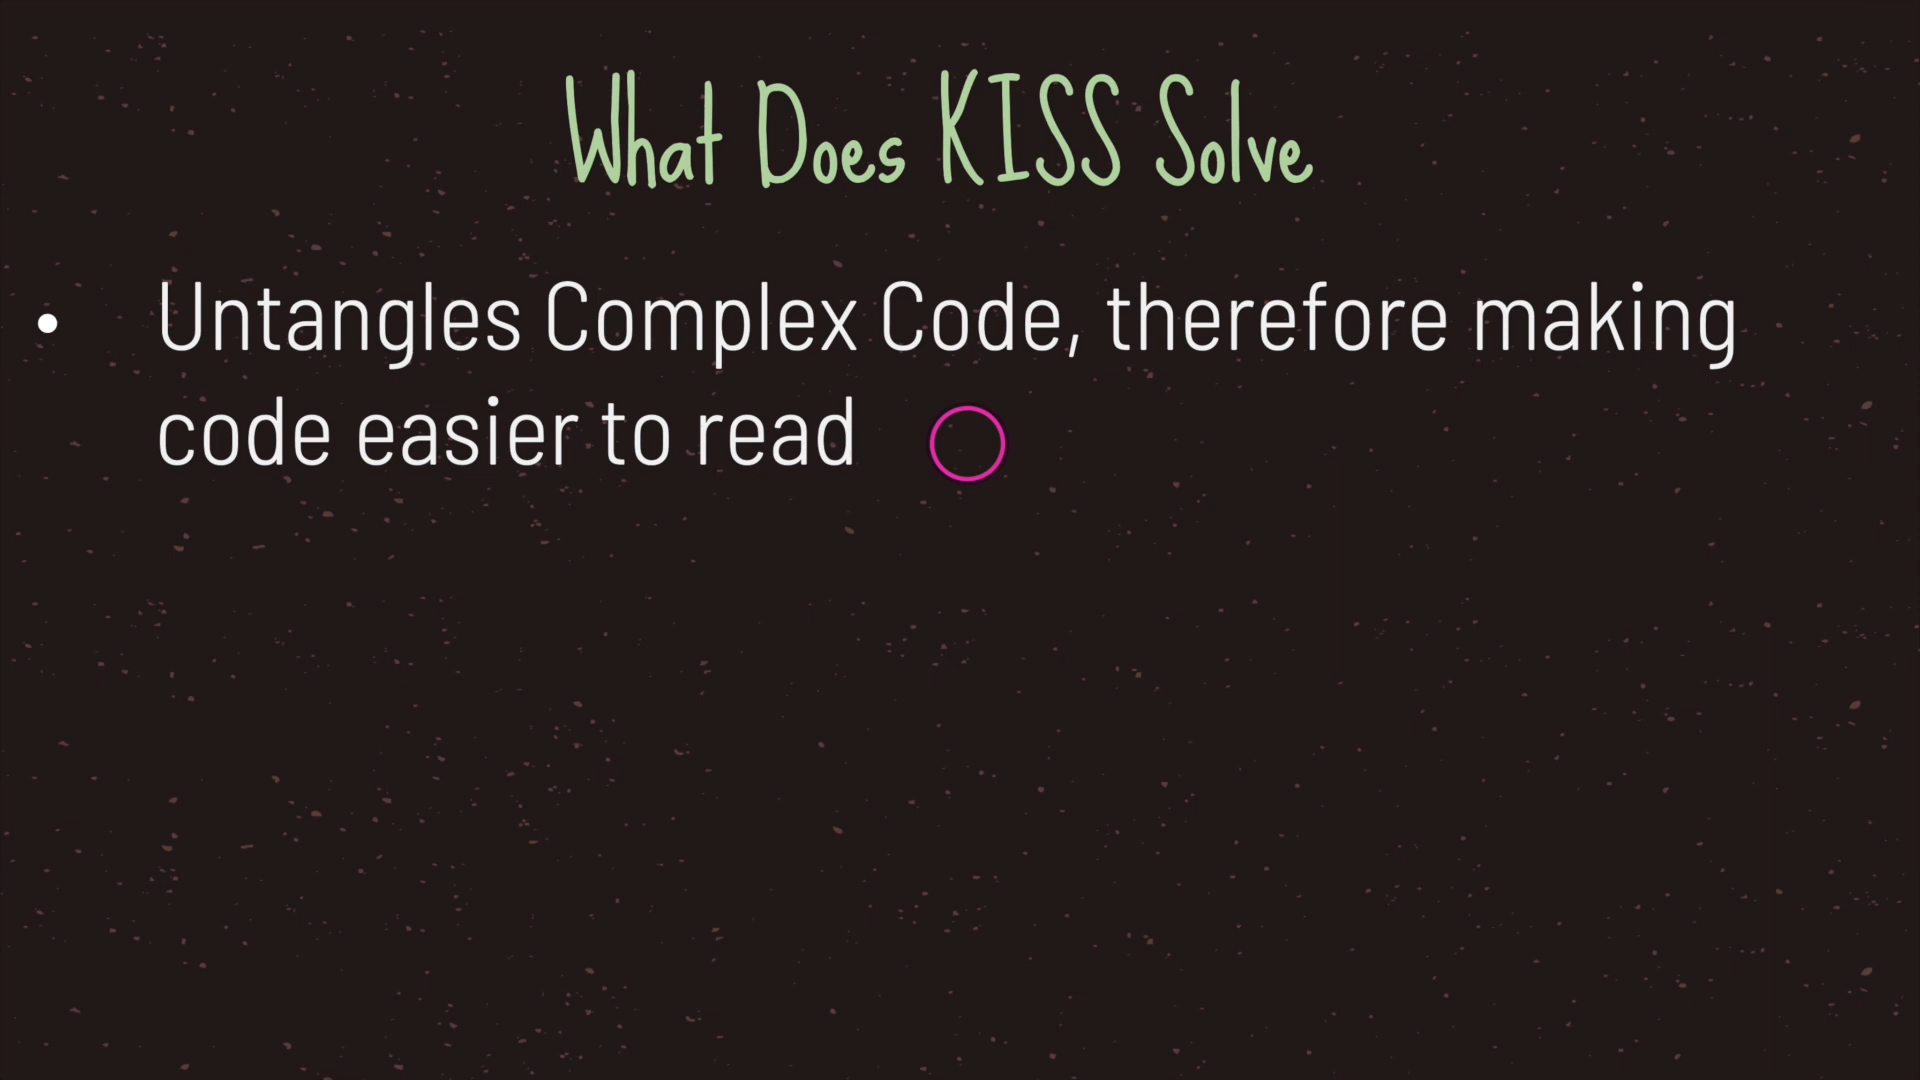 What Does KISS Solve
• Untangles Complex Code, therefore making
code easier to read